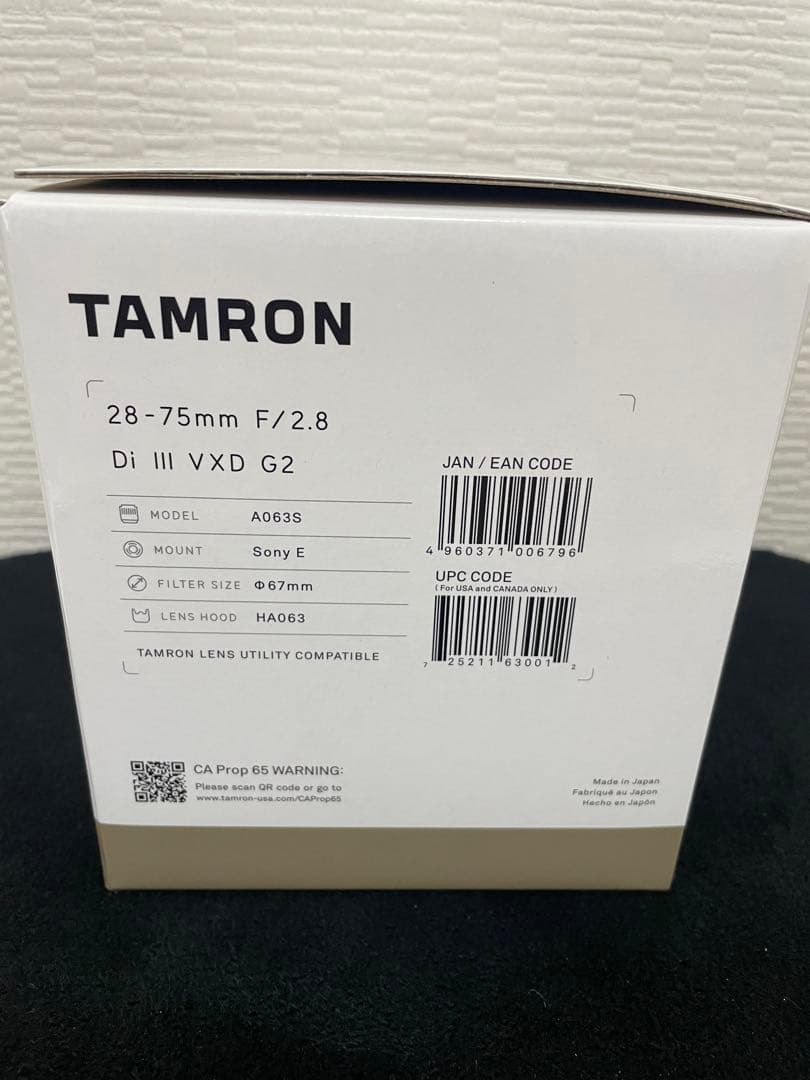 TAMRON
28-75mm F/2.8
Di III VXD G2
MODEL A063S
MOUNT Sony E
FILTER SIZE Φ67mm
LENS HOOD HA063
TAMRON LENS UTILITY COMPATIBLE
JAN / EAN CODE
4 960371 006796
UPC CODE
( For USA and CANADA ONLY )
7 25211 63001 2
CA Prop 65 WARNING:
Please scan QR code or go to
www.tamron-usa.com/CAProp65
Made in Japan
Fabriqué au Japon
Hecho en Japón